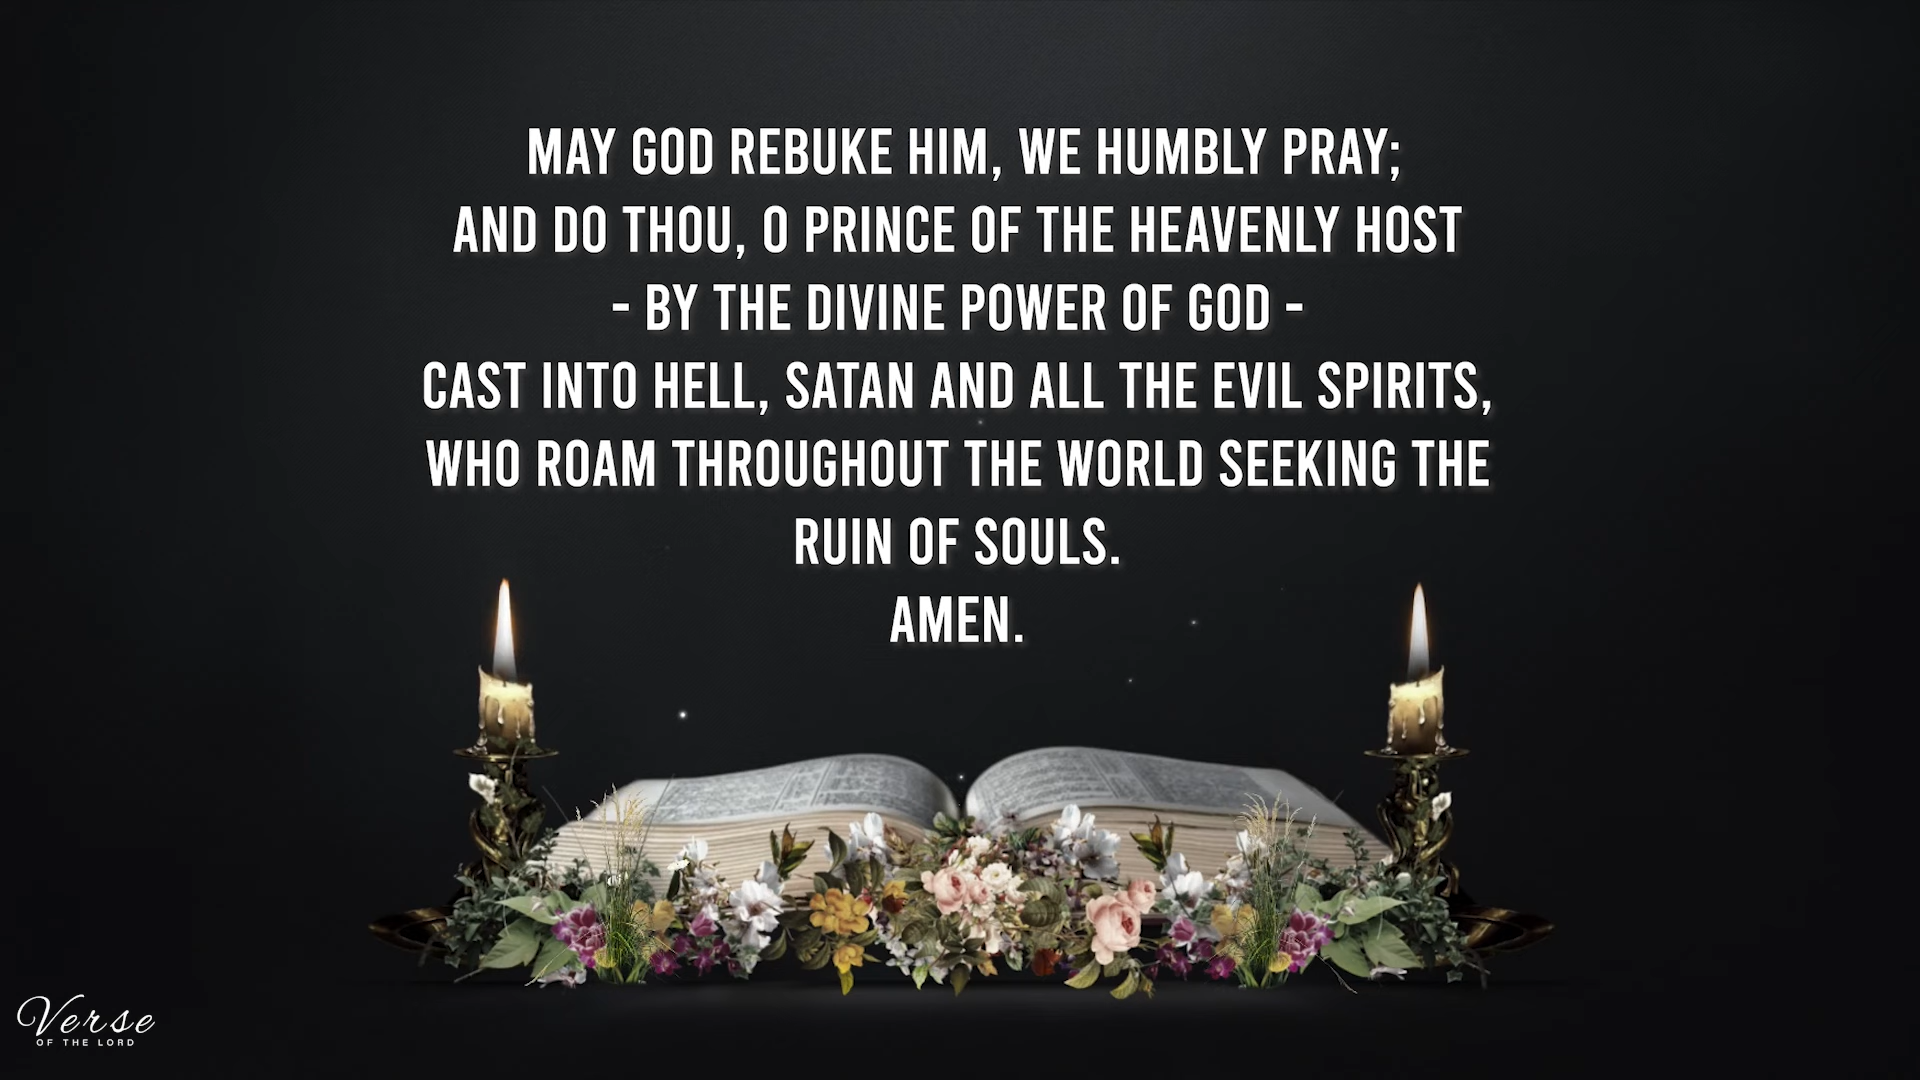 MAY GOD REBUKE HIM, WE HUMBLY PRAY;
AND DO THOU, O PRINCE OF THE HEAVENLY HOST
- BY THE DIVINE POWER OF GOD -
CAST INTO HELL, SATAN AND ALL THE EVIL SPIRITS,
WHO ROAM THROUGHOUT THE WORLD SEEKING THE
RUIN OF SOULS.
AMEN.
Verse
OF THE LORD